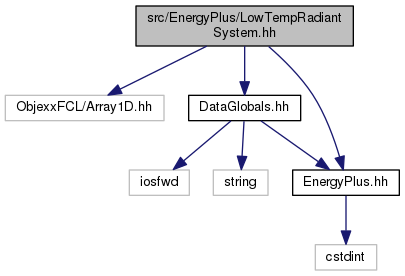 src/EnergyPlus/LowTempRadiant
System.hh
ObjexxFCL/Array1D.hh
DataGlobals.hh
iosfwd
string
EnergyPlus.hh
cstdint